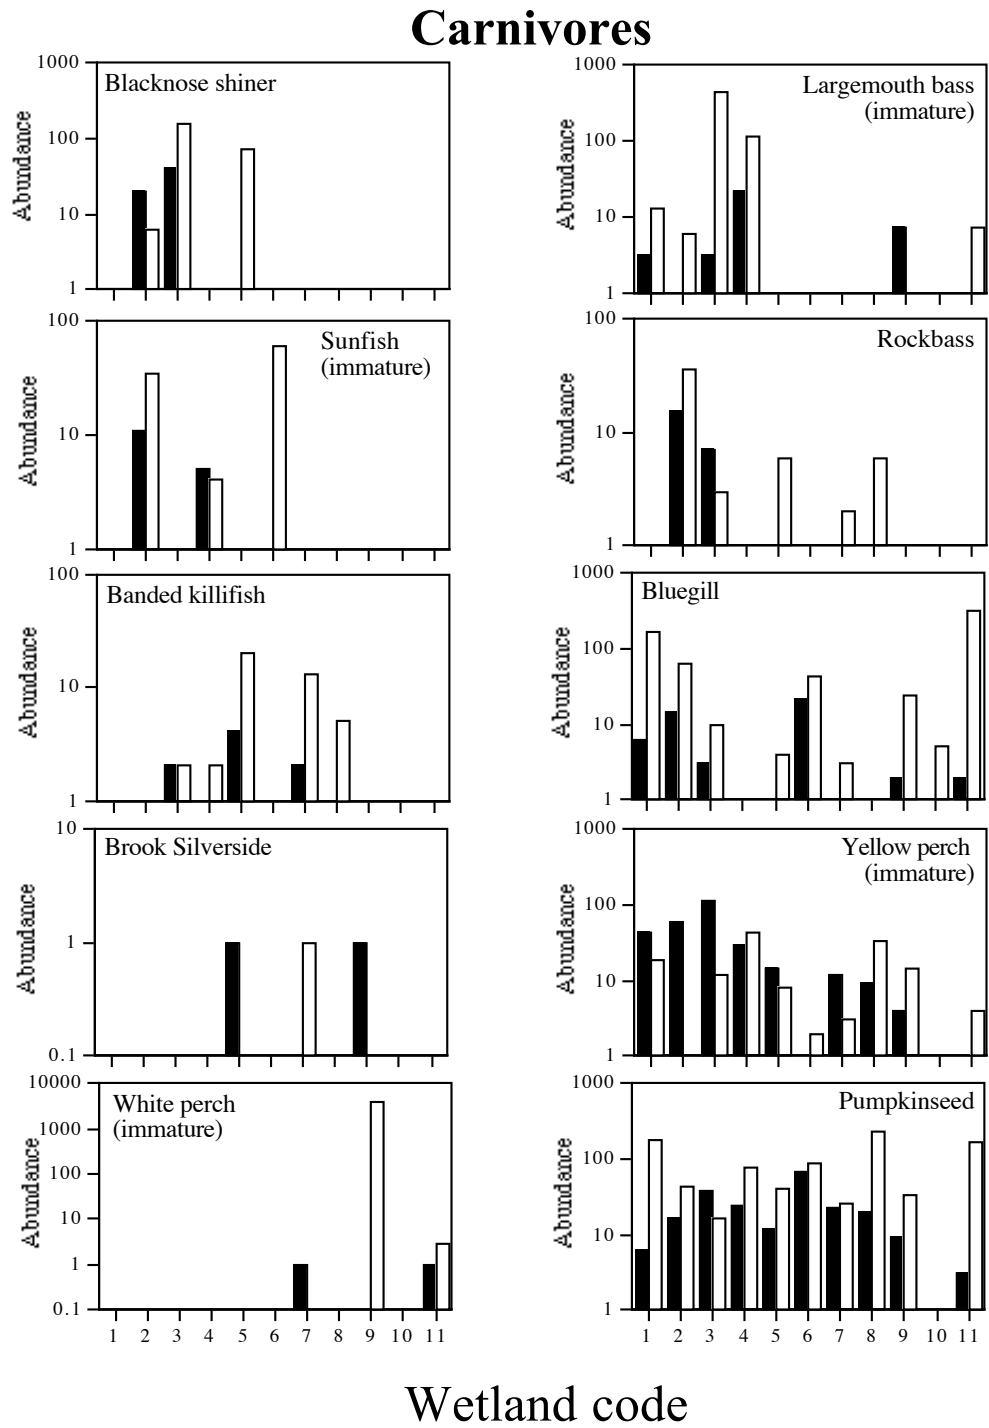 Carnivores
Abundance
1000
100
10
1
Blacknose shiner
Abundance
1000
100
10
1
Largemouth bass
(immature)
Abundance
100
10
1
Sunfish
(immature)
Abundance
100
10
1
Rockbass
Abundance
100
10
1
Banded killifish
Abundance
1000
100
10
1
Bluegill
Abundance
10
1
0.1
Brook Silverside
Abundance
1000
100
10
1
Yellow perch
(immature)
Abundance
10000
1000
100
10
1
0.1
White perch
(immature)
1 2 3 4 5 6 7 8 9 10 11
Abundance
1000
100
10
1
Pumpkinseed
1 2 3 4 5 6 7 8 9 10 11
Wetland code